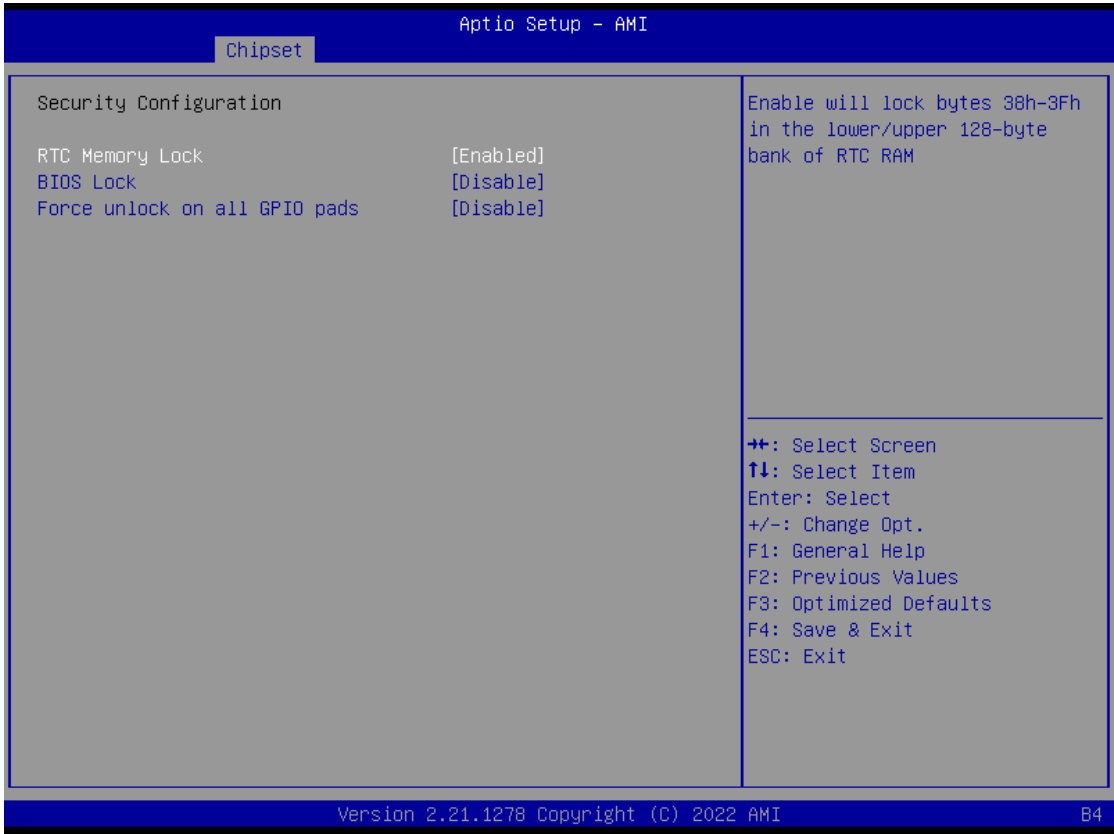 Aptio Setup – AMI
Chipset
Security Configuration
RTC Memory Lock [Enabled]
BIOS Lock [Disable]
Force unlock on all GPIO pads [Disable]
Enable will lock bytes 38h-3Fh
in the lower/upper 128-byte
bank of RTC RAM
→←: Select Screen
↑↓: Select Item
Enter: Select
+/-: Change Opt.
F1: General Help
F2: Previous Values
F3: Optimized Defaults
F4: Save & Exit
ESC: Exit
Version 2.21.1278 Copyright (C) 2022 AMI
B4